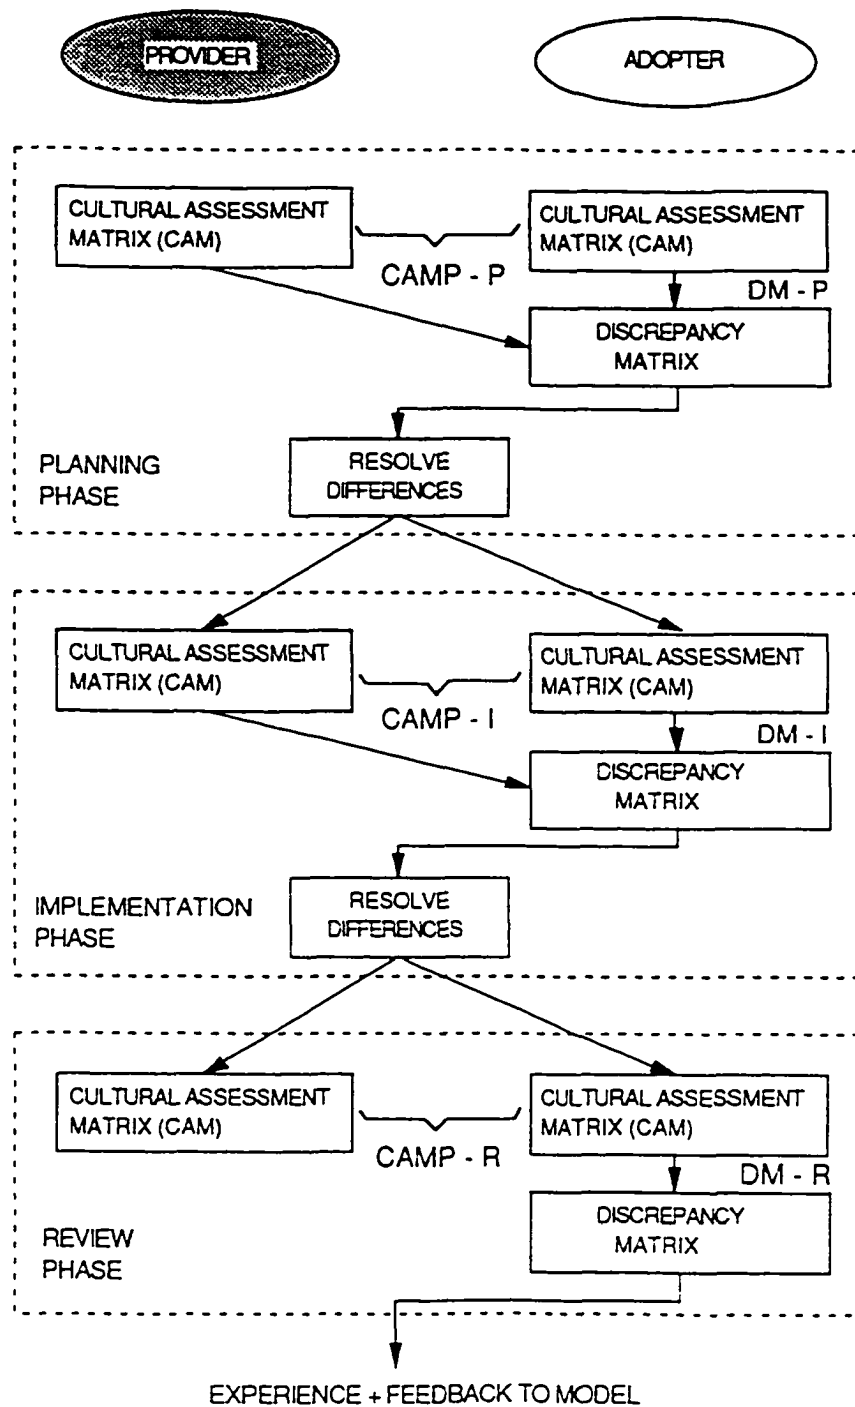 PROVIDER
ADOPTER
CULTURAL ASSESSMENT
MATRIX (CAM)
CAMP - P
CULTURAL ASSESSMENT
MATRIX (CAM)
DM - P
DISCREPANCY
MATRIX
PLANNING
PHASE
RESOLVE
DIFFERENCES
CULTURAL ASSESSMENT
MATRIX (CAM)
CAMP - I
CULTURAL ASSESSMENT
MATRIX (CAM)
DM - I
DISCREPANCY
MATRIX
IMPLEMENTATION
PHASE
RESOLVE
DIFFERENCES
CULTURAL ASSESSMENT
MATRIX (CAM)
CAMP - R
CULTURAL ASSESSMENT
MATRIX (CAM)
DM - R
DISCREPANCY
MATRIX
REVIEW
PHASE
EXPERIENCE + FEEDBACK TO MODEL